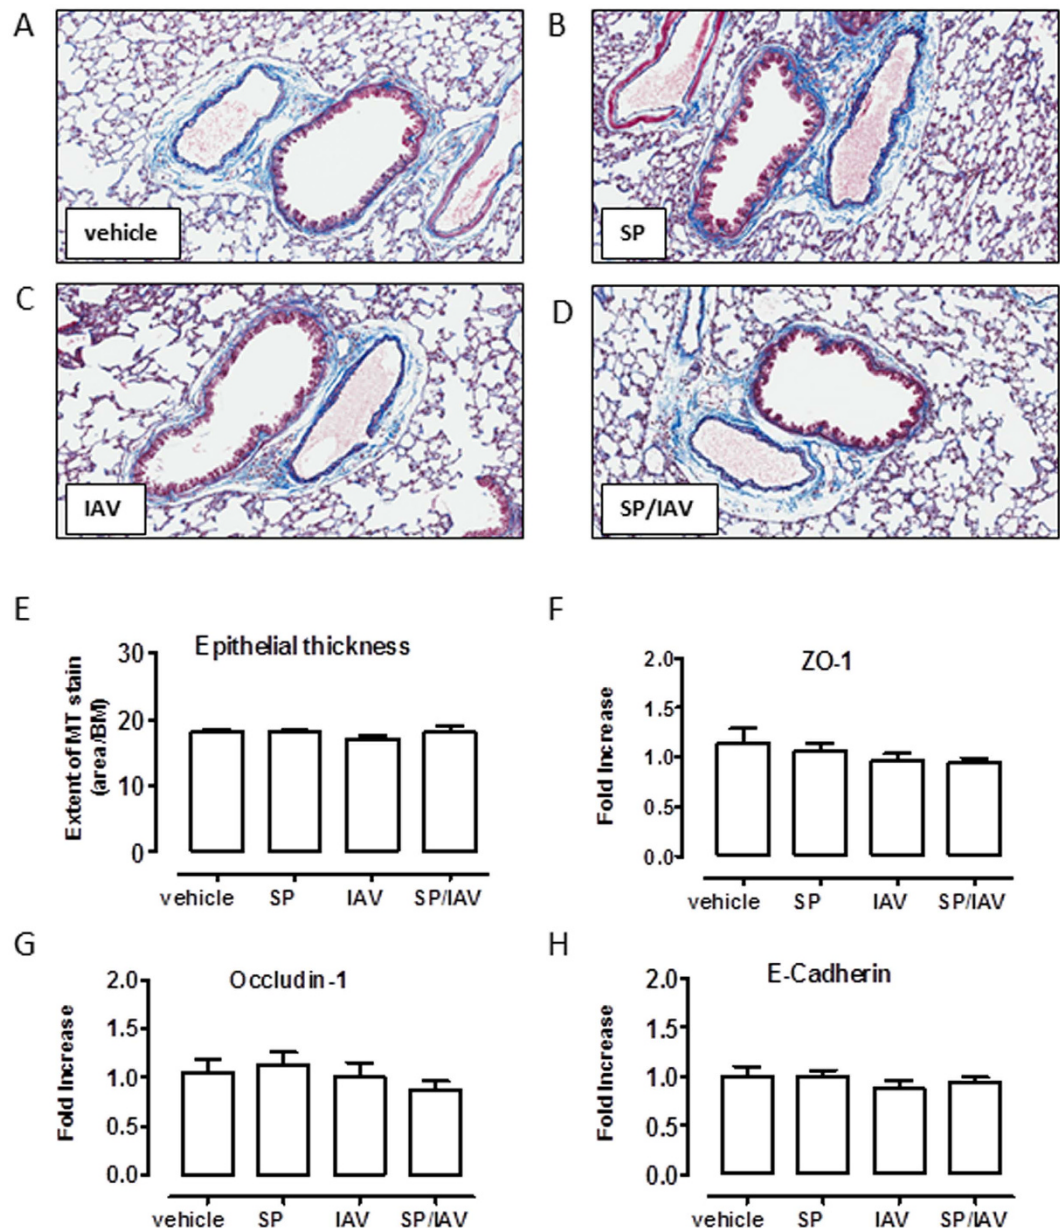 A
B
vehicle
SP
C
D
IAV
SP/IAV
E
F
Epithelial thickness
Extent of MT stain
(area/BM)
30
20
10
0
vehicle SP IAV SP/IAV
ZO-1
Fold Increase
2.0
1.5
1.0
0.5
0.0
vehicle SP IAV SP/IAV
G
H
Occludin-1
Fold Increase
2.0
1.5
1.0
0.5
0.0
vehicle SP IAV SP/IAV
E-Cadherin
Fold Increase
2.0
1.5
1.0
0.5
0.0
vehicle SP IAV SP/IAV